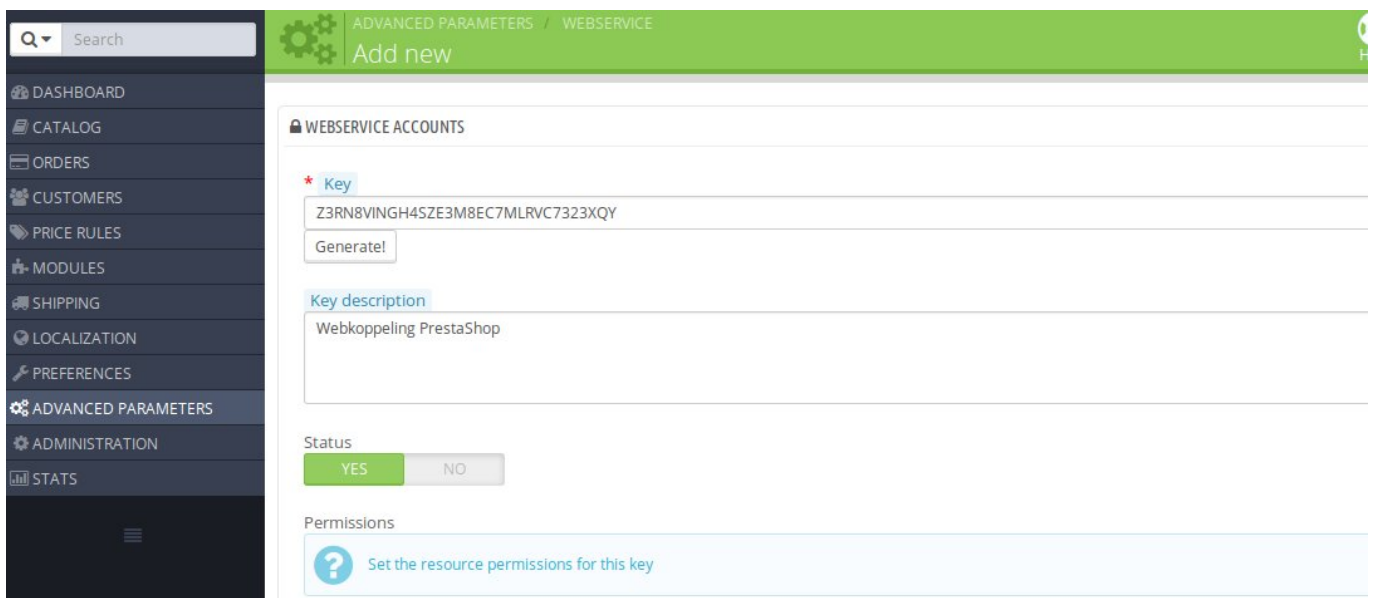 Search
ADVANCED PARAMETERS / WEBSERVICE
Add new
DASHBOARD
CATALOG
ORDERS
CUSTOMERS
PRICE RULES
MODULES
SHIPPING
LOCALIZATION
PREFERENCES
ADVANCED PARAMETERS
ADMINISTRATION
STATS
WEBSERVICE ACCOUNTS
* Key
Z3RN8VINGH4SZE3M8EC7MLRVC7323XQY
Generate!
Key description
Webkoppeling PrestaShop
Status
YES NO
Permissions
Set the resource permissions for this key